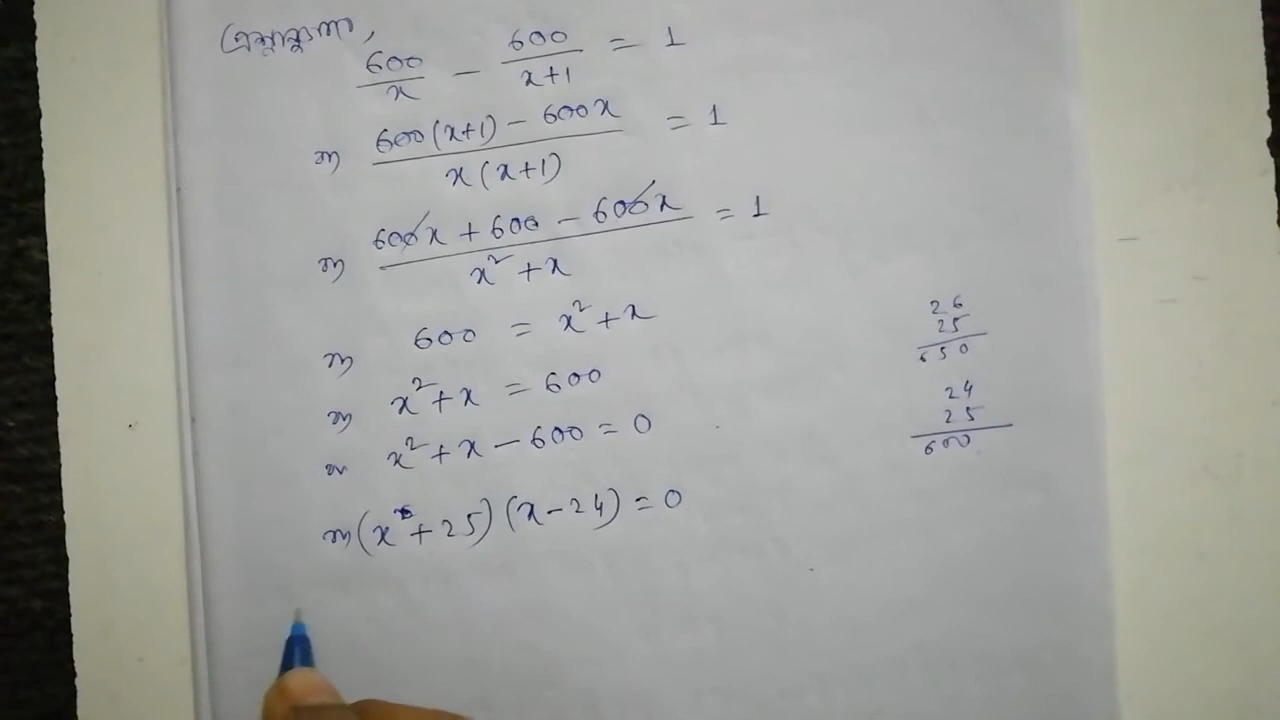 প্রশ্নমতে,
600/x - 600/(x+1) = 1
বা (600(x+1) - 600x)/(x(x+1)) = 1
বা (600x + 600 - 600x)/(x² + x) = 1
বা 600 = x² + x
বা x² + x = 600
বা x² + x - 600 = 0
বা (x + 25)(x - 24) = 0
26
25
650
24
25
600